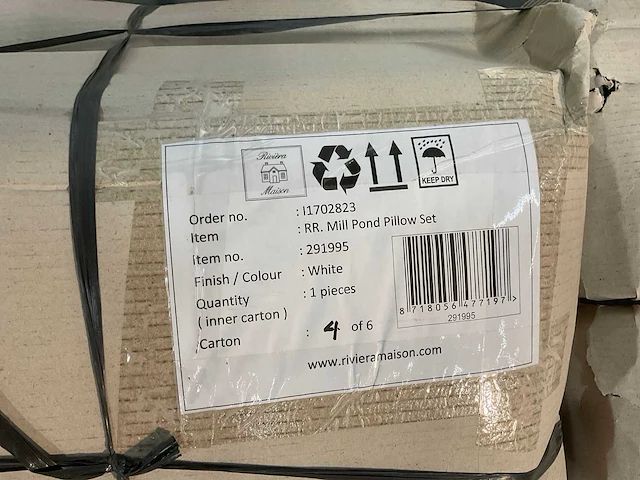 Rivièra
Maison
KEEP DRY
Order no. : I1702823
Item : RR. Mill Pond Pillow Set
Item no. : 291995
Finish / Colour : White
Quantity : 1 pieces
( inner carton )
Carton : 4 of 6
8 718056 477197 >
291995
www.rivieramaison.com